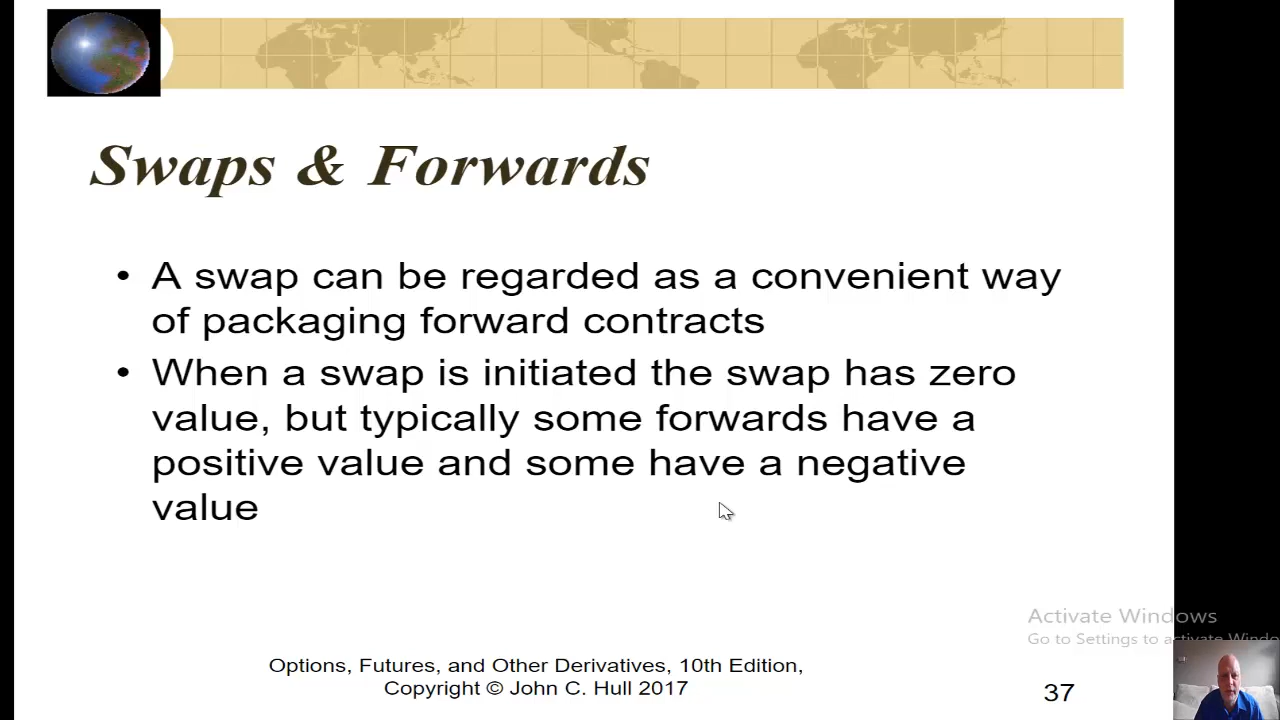 Swaps & Forwards
• A swap can be regarded as a convenient way
of packaging forward contracts
• When a swap is initiated the swap has zero
value, but typically some forwards have a
positive value and some have a negative
value
Activate Windows
Go to Settings to activate Windo
Options, Futures, and Other Derivatives, 10th Edition,
Copyright © John C. Hull 2017
37